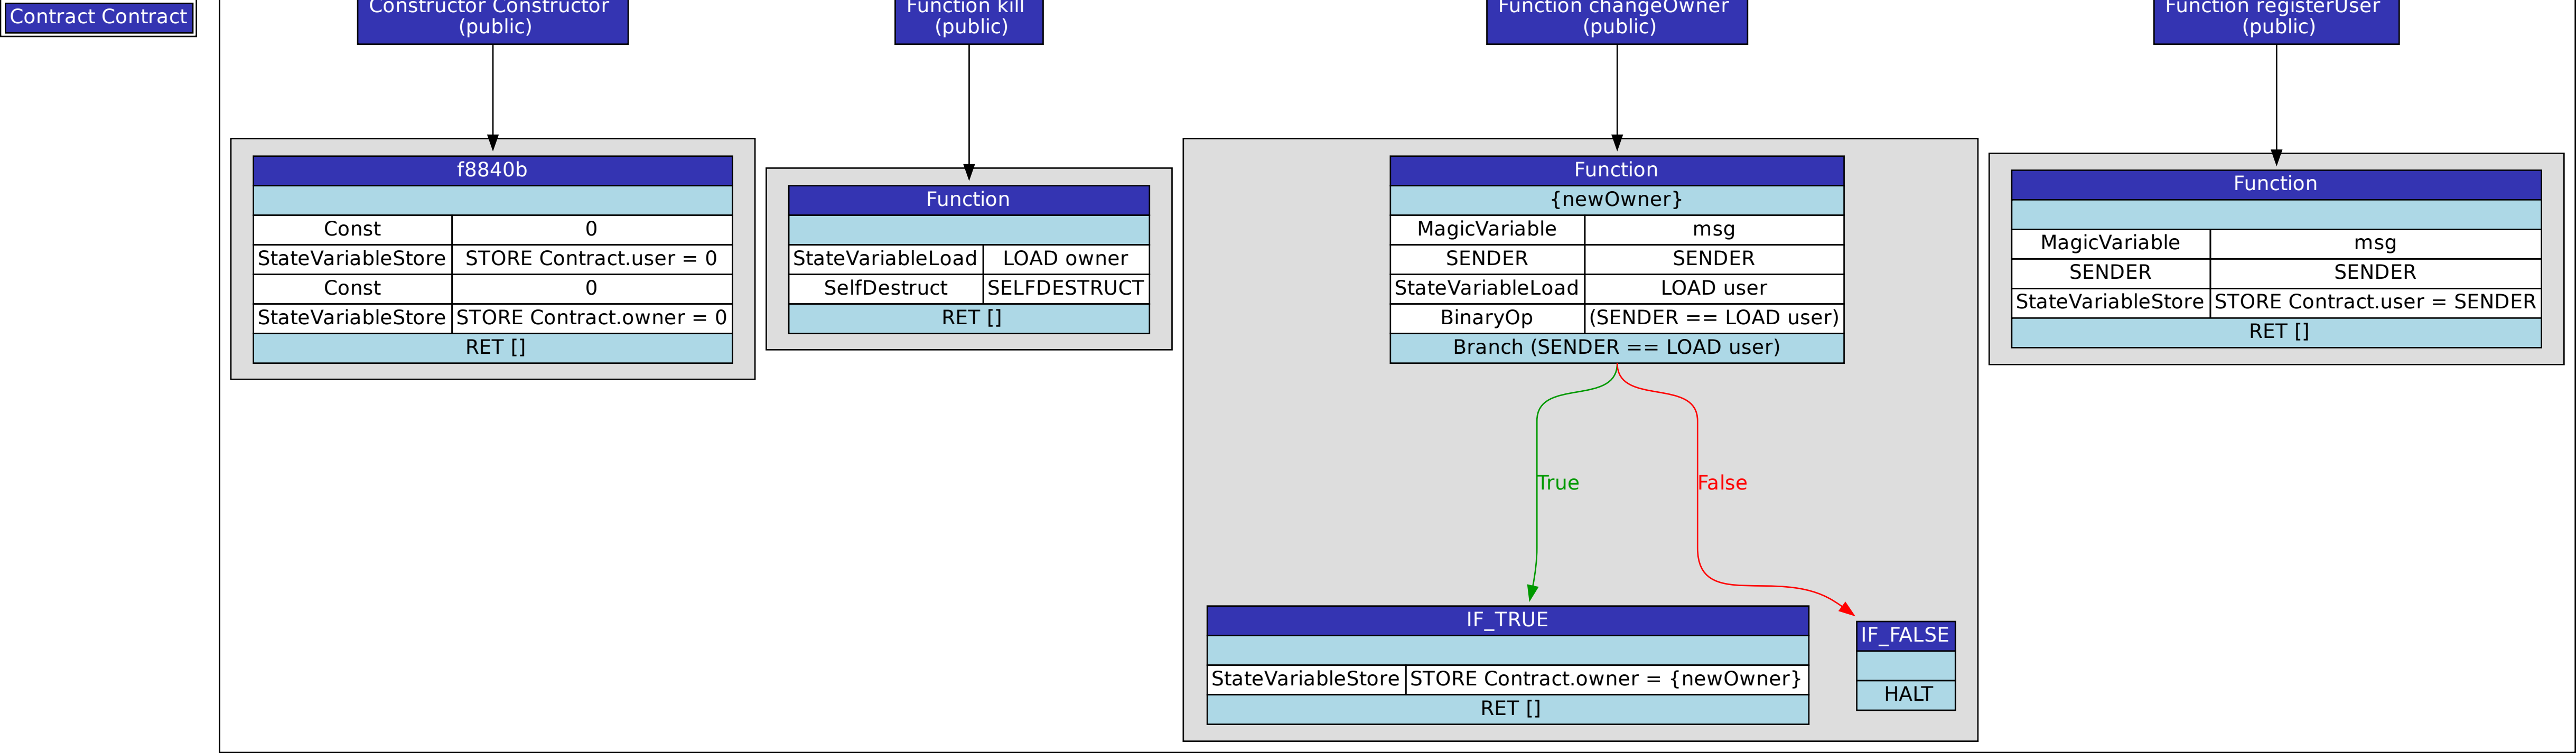 Contract Contract
Constructor Constructor
(public)
Function kill
(public)
Function changeOwner
(public)
Function registerUser
(public)
f8840b
Const 0
StateVariableStore STORE Contract.user = 0
Const 0
StateVariableStore STORE Contract.owner = 0
RET []
Function
StateVariableLoad LOAD owner
SelfDestruct SELFDESTRUCT
RET []
Function
{newOwner}
MagicVariable msg
SENDER SENDER
StateVariableLoad LOAD user
BinaryOp (SENDER == LOAD user)
Branch (SENDER == LOAD user)
True
False
IF_TRUE
StateVariableStore STORE Contract.owner = {newOwner}
RET []
IF_FALSE
HALT
Function
MagicVariable msg
SENDER SENDER
StateVariableStore STORE Contract.user = SENDER
RET []